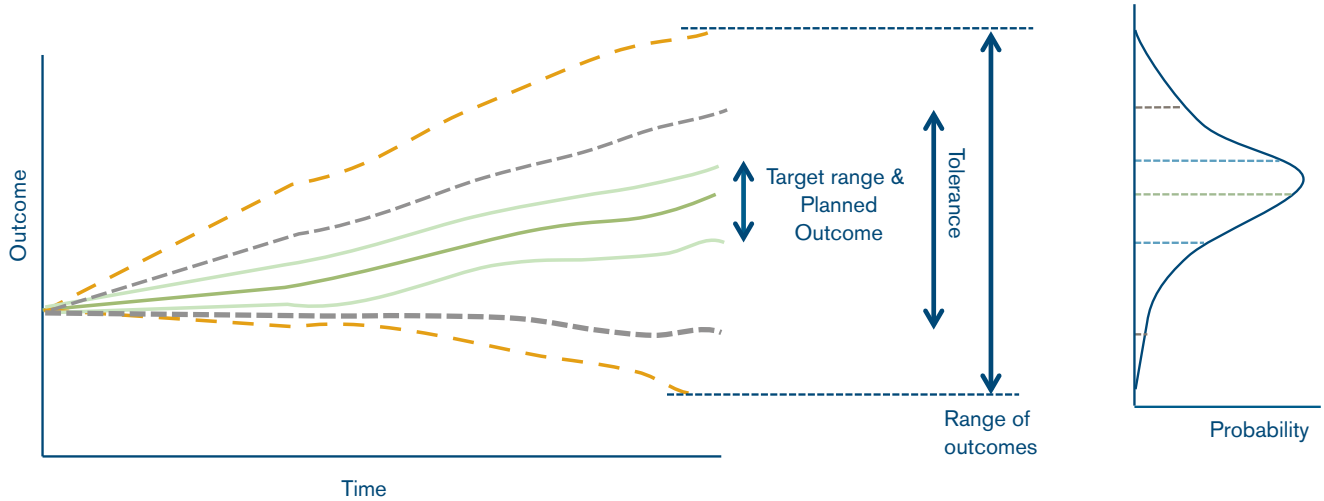 Outcome
Time
Target range &
Planned
Outcome
Tolerance
Range of
outcomes
Probability